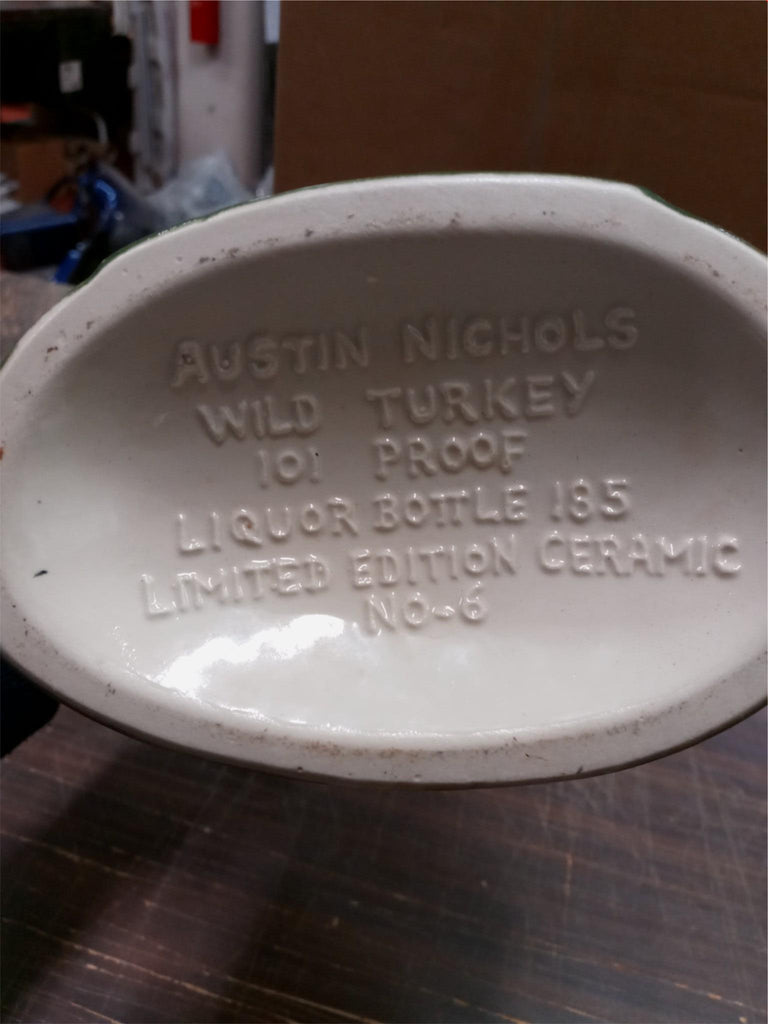 AUSTIN NICHOLS
WILD TURKEY
101 PROOF
LIQUOR BOTTLE 185
LIMITED EDITION CERAMIC
NO-6